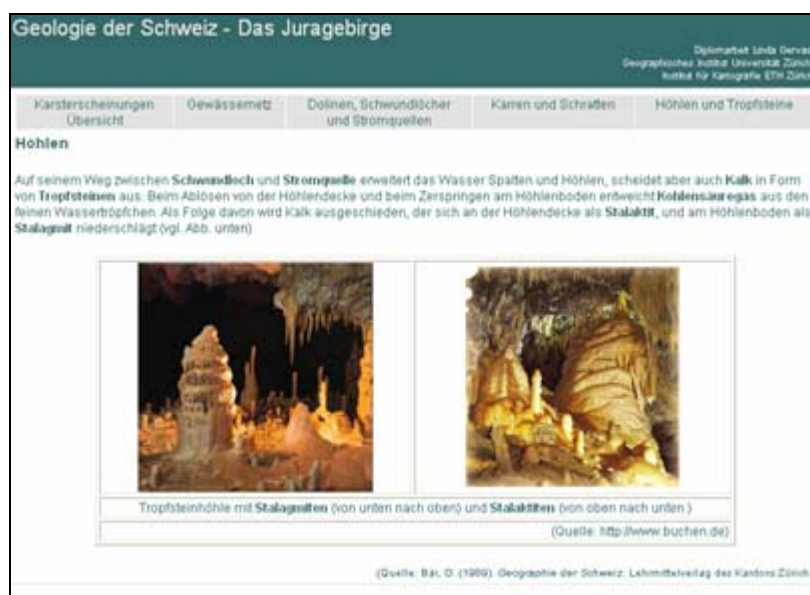 Geologie der Schweiz - Das Juragebirge
Diplomarbeit Linda Gervas
Geographisches Institut Universität Zürich
Institut für Kartografie ETH Zürich
Karsterscheinungen Übersicht
Gewässernetz
Dolinen, Schwundlöcher und Stromquellen
Karren und Schratten
Höhlen und Tropfsteine
Höhlen
Auf seinem Weg zwischen Schwundloch und Stromquelle erweitert das Wasser Spalten und Höhlen, scheidet aber auch Kalk in Form
von Tropfsteinen aus. Beim Ablösen von der Höhlendecke und beim Zerspringen am Höhlenboden entweicht Kohlensäuregas aus den
feinen Wassertröpfchen. Als Folge davon wird Kalk ausgeschieden, der sich an der Höhlendecke als Stalaktit, und am Höhlenboden als
Stalagmit niederschlägt (vgl. Abb. unten)
Tropfsteinhöhle mit Stalagmiten (von unten nach oben) und Stalaktiten (von oben nach unten )
(Quelle: http://www.buchen.de)
(Quelle: Bär, O. (1989). Geographie der Schweiz. Lehrmittelverlag des Kantons Zürich